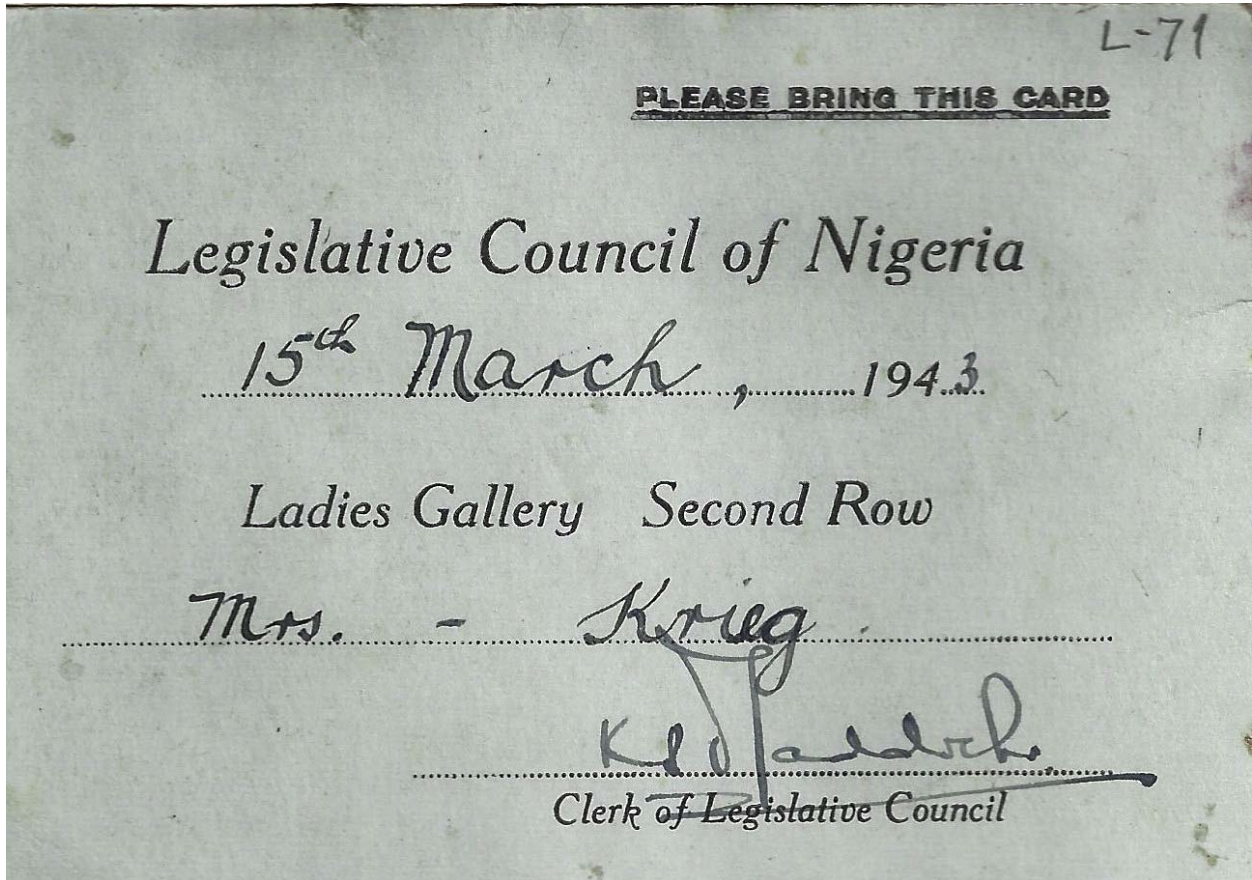 L-71
PLEASE BRING THIS CARD
Legislative Council of Nigeria
15th March, 1943
Ladies Gallery Second Row
Mrs. - Krieg
Clerk of Legislative Council